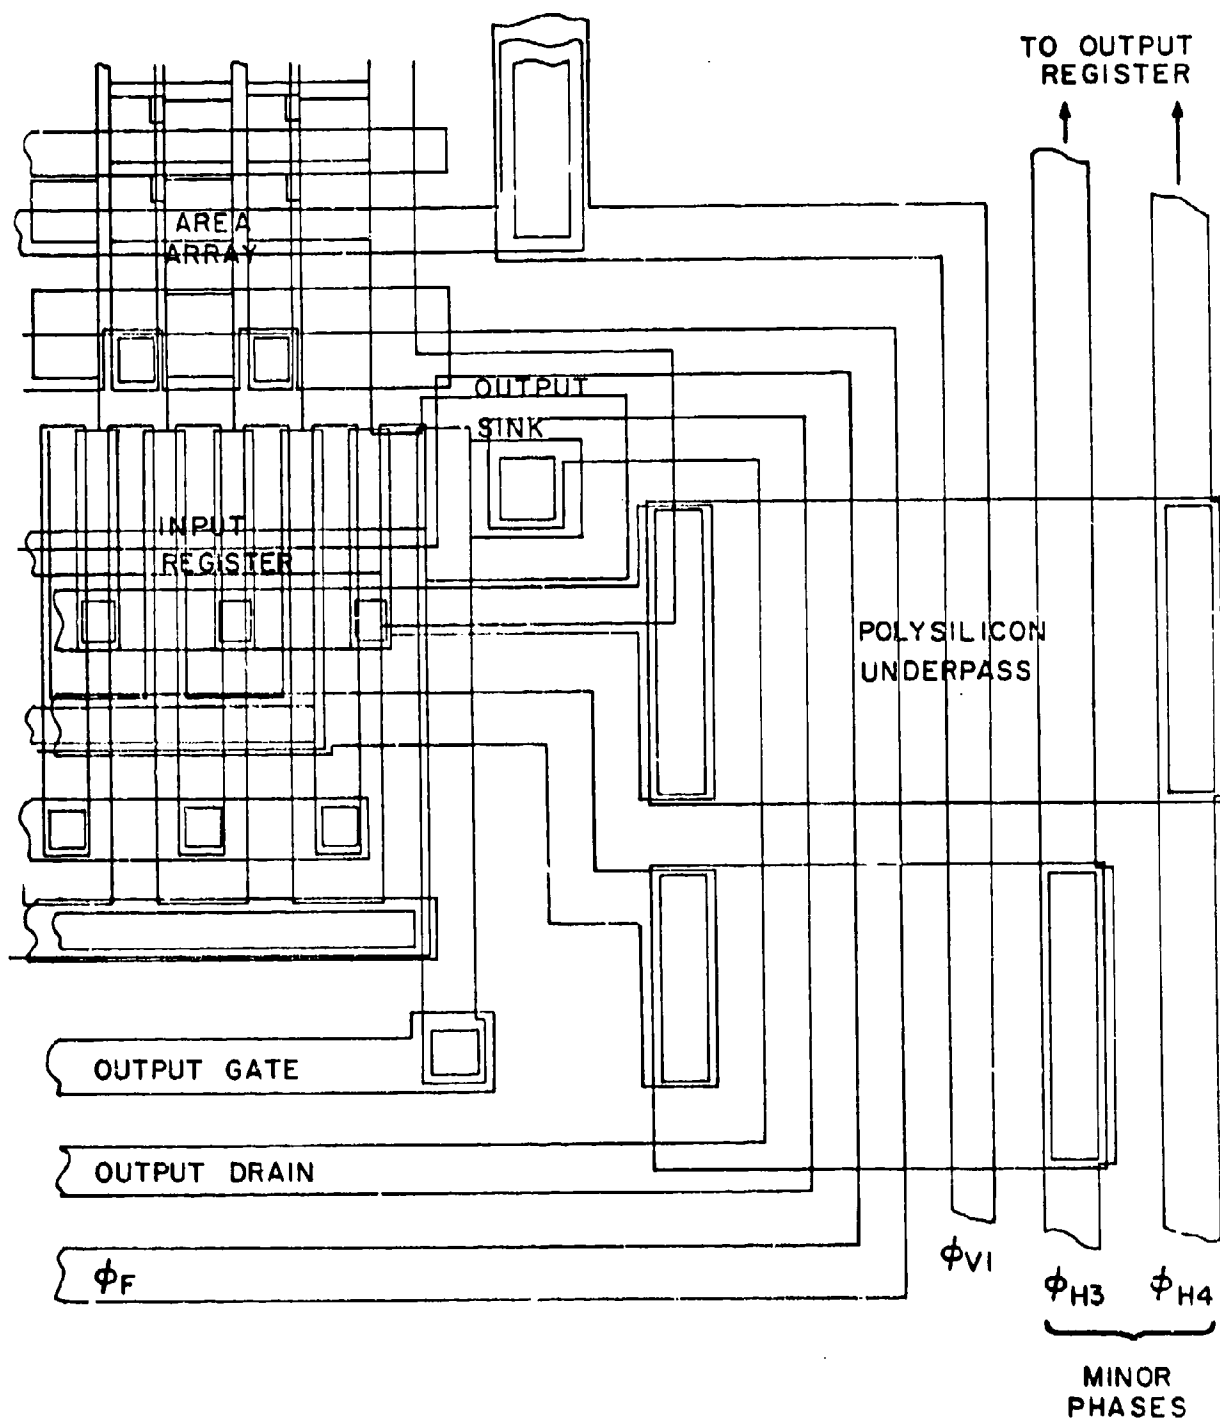 TO OUTPUT
REGISTER
AREA
ARRAY
OUTPUT
SINK
INPUT
REGISTER
POLYSILICON
UNDERPASS
OUTPUT GATE
OUTPUT DRAIN
ϕF
ϕV1
ϕH3
ϕH4
MINOR
PHASES